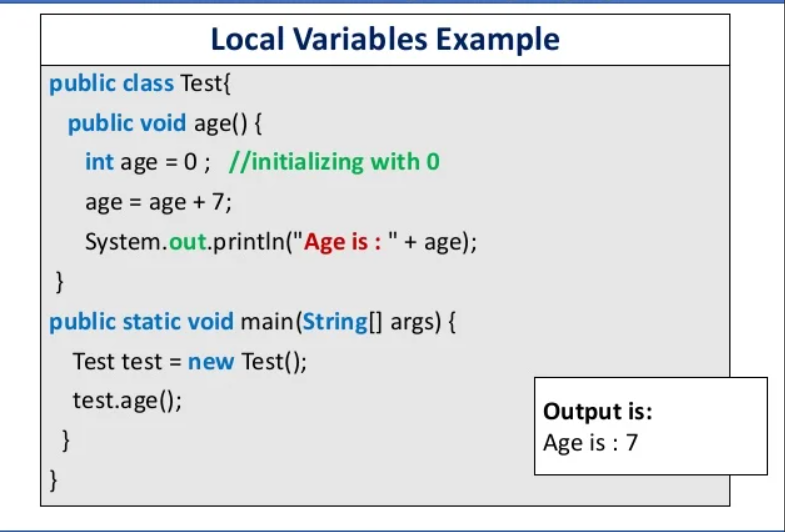 Local Variables Example
public class Test{
public void age() {
int age = 0 ;   //initializing with 0
age = age + 7;
System.out.println("Age is : " + age);
}
public static void main(String[] args) {
Test test = new Test();
test.age();
}
}
Output is:
Age is : 7